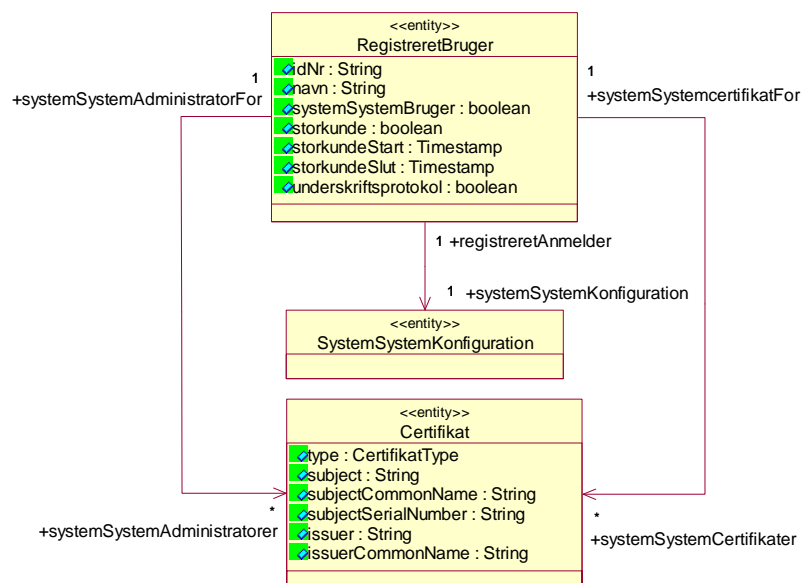 <<entity>>
RegistreretBruger
idNr : String
navn : String
systemSystemBruger : boolean
storkunde : boolean
storkundeStart : Timestamp
storkundeSlut : Timestamp
underskriftsprotokol : boolean
1
+systemSystemAdministratorFor
1
+systemSystemcertifikatFor
1 +registreretAnmelder
1 +systemSystemKonfiguration
<<entity>>
SystemSystemKonfiguration
<<entity>>
Certifikat
type : CertifikatType
subject : String
subjectCommonName : String
subjectSerialNumber : String
issuer : String
issuerCommonName : String
*
+systemSystemAdministratorer
*
+systemSystemCertifikater